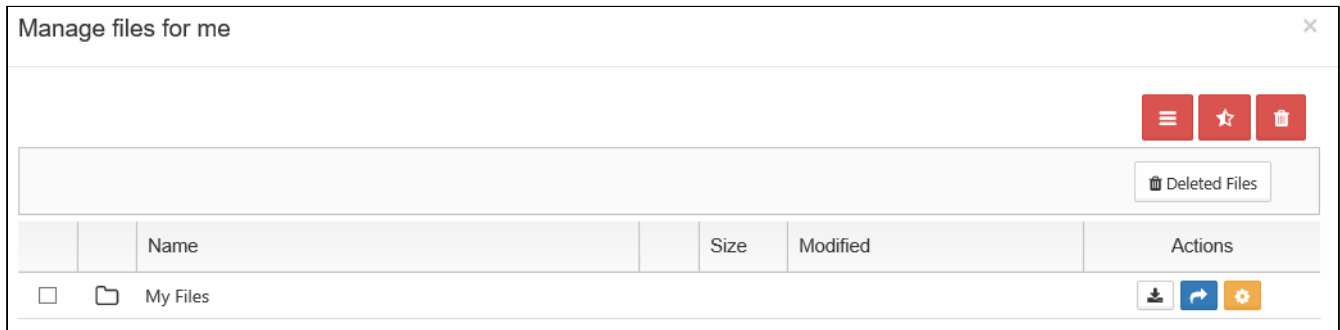 Manage files for me
Deleted Files
Name Size Modified Actions
My Files